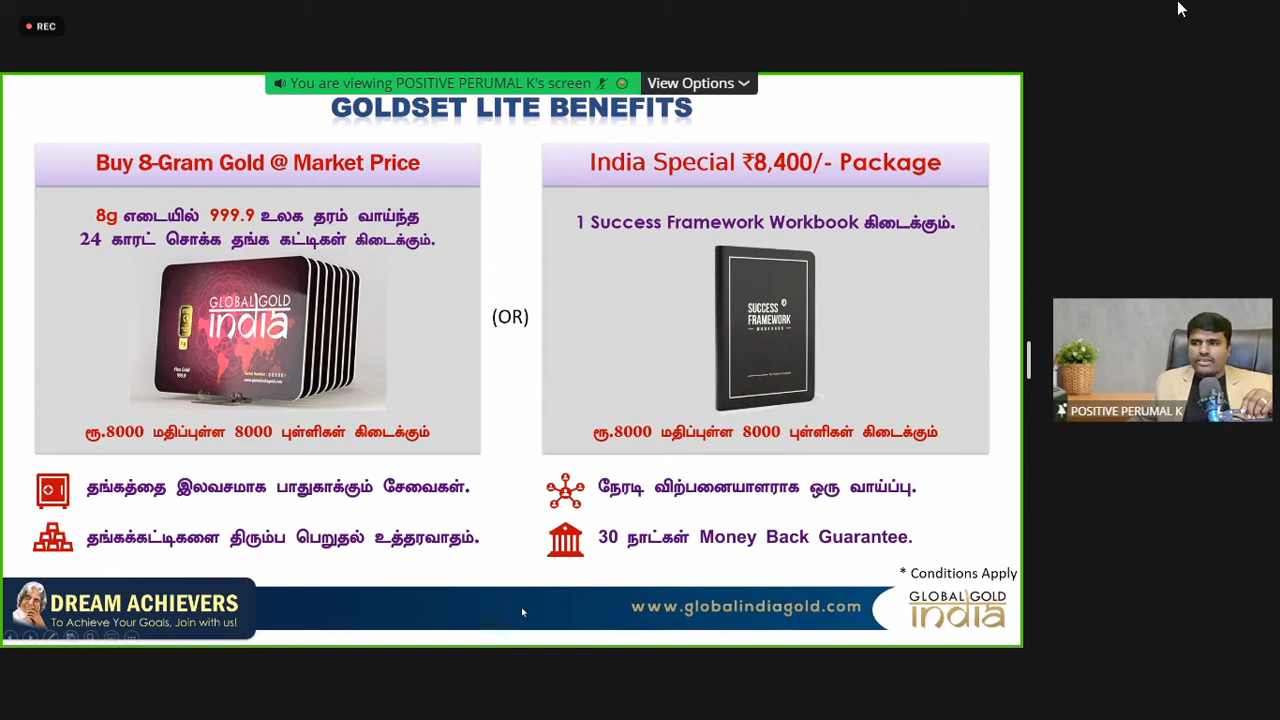 REC
You are viewing POSITIVE PERUMAL K's screen
View Options
GOLDSET LITE BENEFITS
Buy 8-Gram Gold @ Market Price
8g எடையில் 999.9 உலக தரம் வாய்ந்த
24 காரட் சொக்க தங்க கட்டிகள் கிடைக்கும்.
GLOBAL GOLD
india
Fine Gold
999.9
ரூ.8000 மதிப்புள்ள 8000 புள்ளிகள் கிடைக்கும்
(OR)
India Special ₹8,400/- Package
1 Success Framework Workbook கிடைக்கும்.
SUCCESS
FRAMEWORK
WORKBOOK
ரூ.8000 மதிப்புள்ள 8000 புள்ளிகள் கிடைக்கும்
தங்கத்தை இலவசமாக பாதுகாக்கும் சேவைகள்.
தங்கக்கட்டிகளை திரும்ப பெறுதல் உத்தரவாதம்.
நேரடி விற்பனையாளராக ஒரு வாய்ப்பு.
30 நாட்கள் Money Back Guarantee.
* Conditions Apply
DREAM ACHIEVERS
To Achieve Your Goals, Join with us!
www.globalindiagold.com
GLOBAL GOLD
india
POSITIVE PERUMAL K